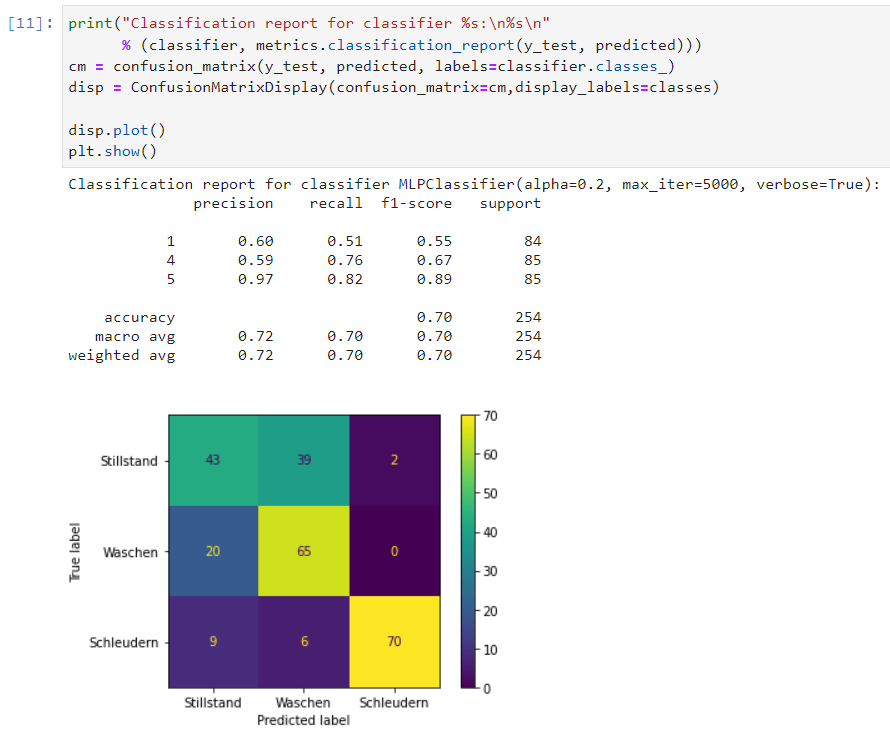 [11]: print("Classification report for classifier %s:\n%s\n"
% (classifier, metrics.classification_report(y_test, predicted)))
cm = confusion_matrix(y_test, predicted, labels=classifier.classes_)
disp = ConfusionMatrixDisplay(confusion_matrix=cm,display_labels=classes)
disp.plot()
plt.show()
Classification report for classifier MLPClassifier(alpha=0.2, max_iter=5000, verbose=True):
precision recall f1-score support
1 0.60 0.51 0.55 84
4 0.59 0.76 0.67 85
5 0.97 0.82 0.89 85
accuracy 0.70 254
macro avg 0.72 0.70 0.70 254
weighted avg 0.72 0.70 0.70 254
70
60
50
40
30
20
10
0
True label
Stillstand 43 39 2
Waschen 20 65 0
Schleudern 9 6 70
Stillstand Waschen Schleudern
Predicted label